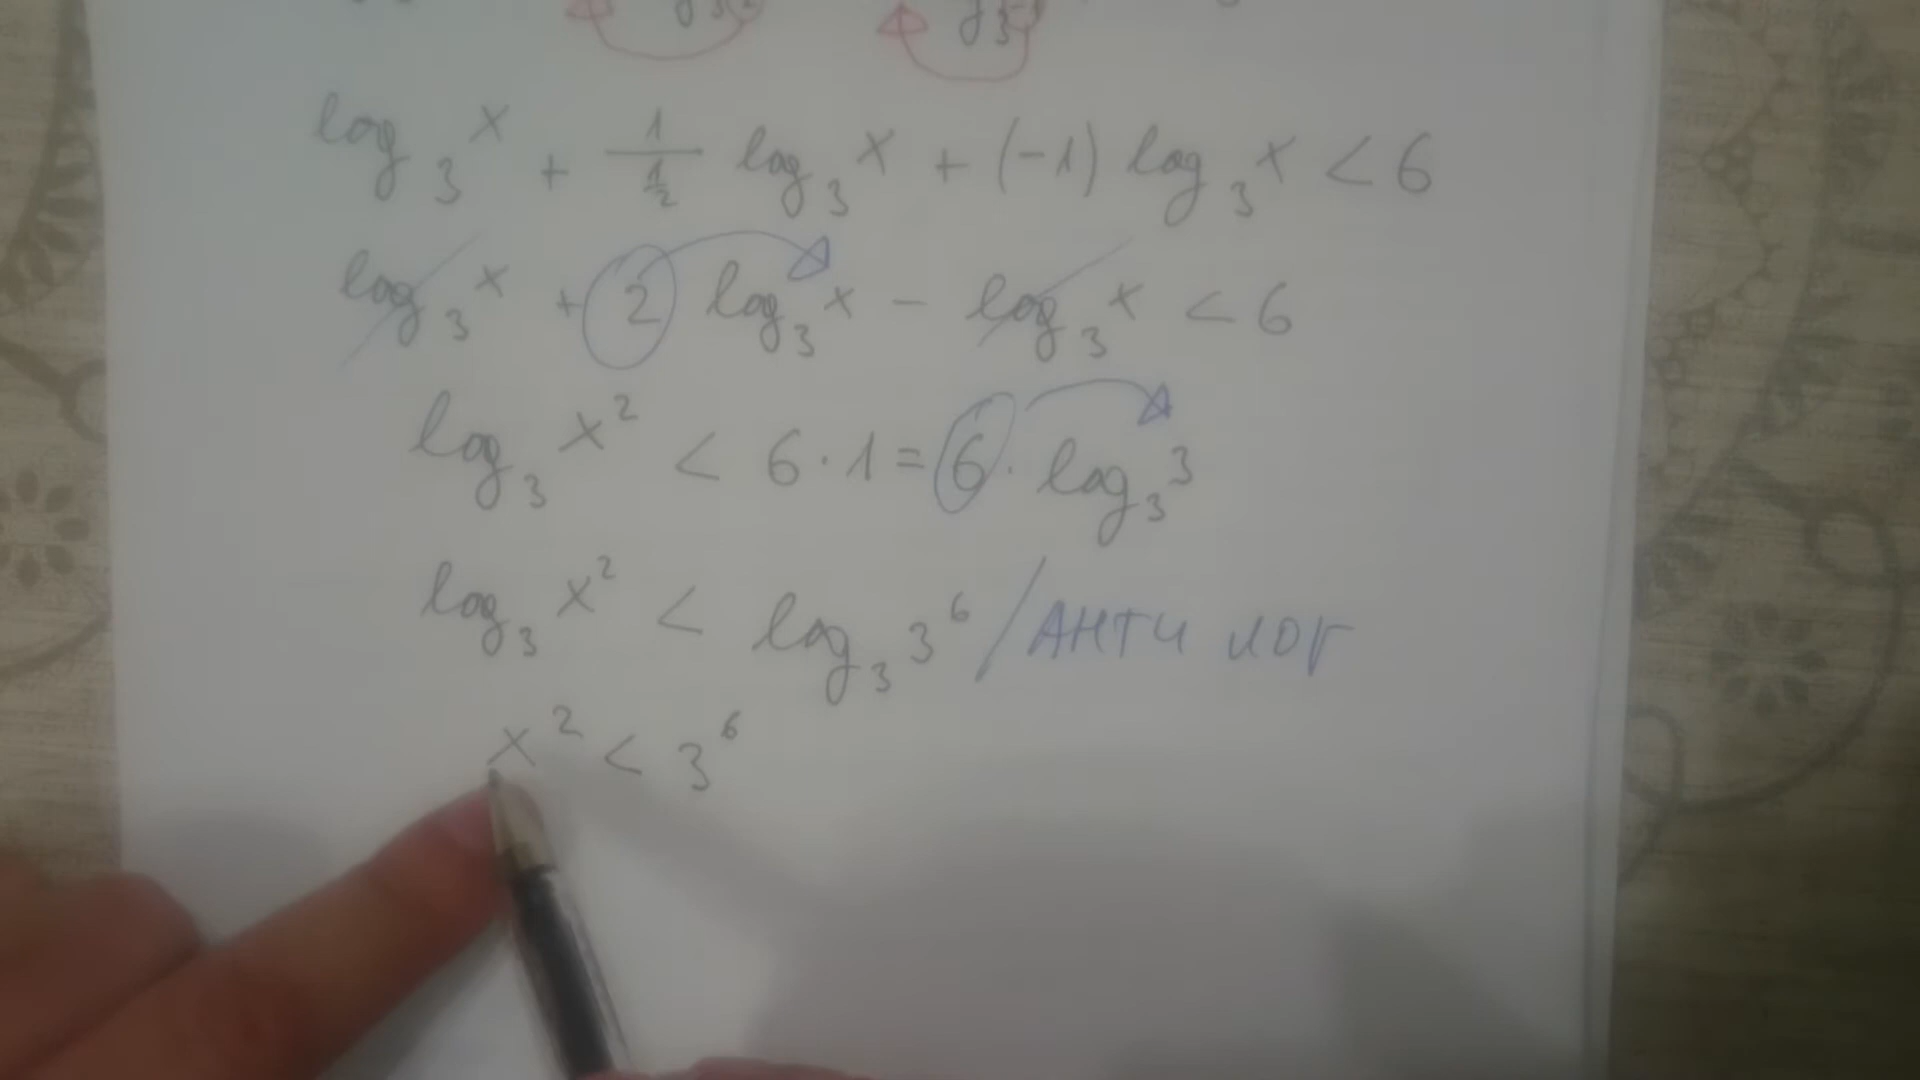 log₃x + 1/(1/2) log₃x + (-1) log₃x < 6
log₃x + 2 log₃x - log₃x < 6
log₃x² < 6 · 1 = 6 · log₃3
log₃x² < log₃3⁶ / АНТИ ЛОГ
x² < 3⁶